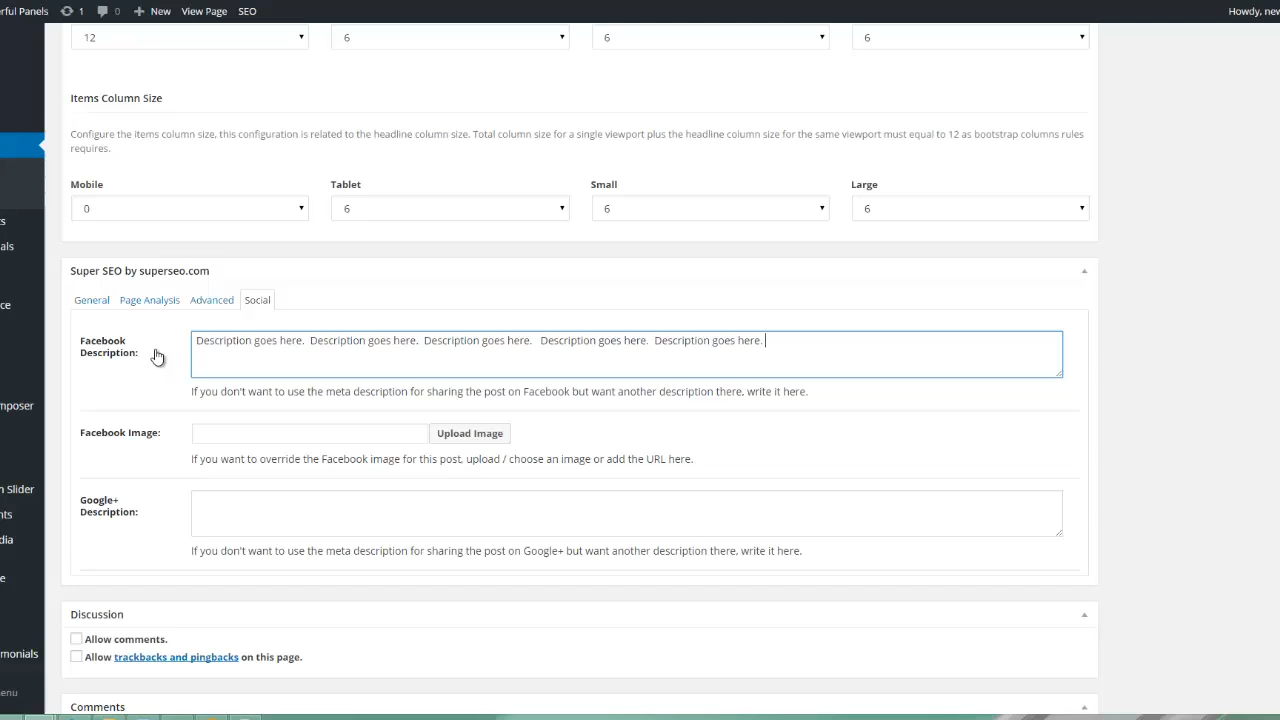 erful Panels 1 0 New View Page SEO Howdy, new
12 6 6 6
Items Column Size
Configure the items column size, this configuration is related to the headline column size. Total column size for a single viewport plus the headline column size for the same viewport must equal to 12 as bootstrap columns rules
requires.
Mobile Tablet Small Large
0 6 6 6
ts
als
ce
mposer
n Slider
nts
dia
e
monials
enu
Super SEO by superseo.com
General Page Analysis Advanced Social
Facebook
Description:
Description goes here. Description goes here. Description goes here. Description goes here. Description goes here.
If you don't want to use the meta description for sharing the post on Facebook but want another description there, write it here.
Facebook Image: Upload Image
If you want to override the Facebook image for this post, upload / choose an image or add the URL here.
Google+
Description:
If you don't want to use the meta description for sharing the post on Google+ but want another description there, write it here.
Discussion
Allow comments.
Allow trackbacks and pingbacks on this page.
Comments